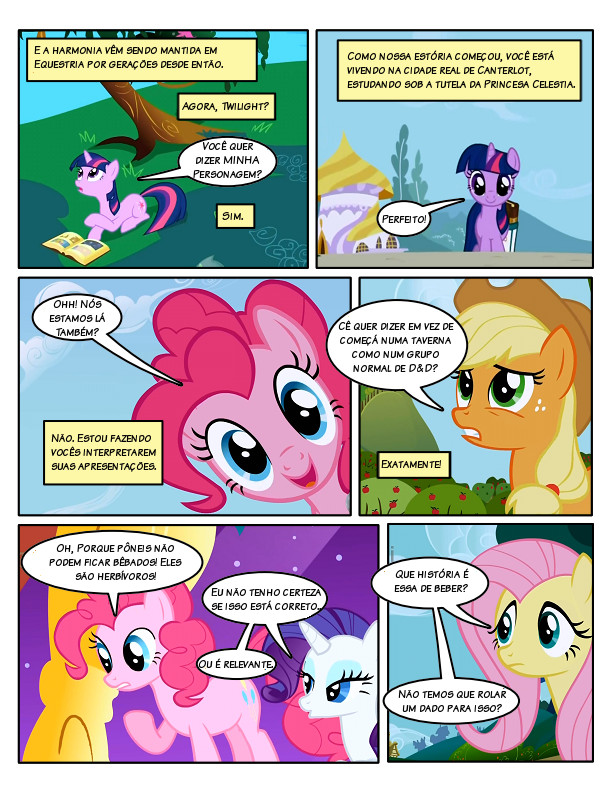 E A HARMONIA VÊM SENDO MANTIDA EM
EQUESTRIA POR GERAÇÕES DESDE ENTÃO.
AGORA, TWILIGHT?
VOCÊ QUER
DIZER MINHA
PERSONAGEM?
SIM.
COMO NOSSA ESTÓRIA COMEÇOU, VOCÊ ESTÁ
VIVENDO NA CIDADE REAL DE CANTERLOT,
ESTUDANDO SOB A TUTELA DA PRINCESA CELESTIA.
PERFEITO!
OHH! NÓS
ESTAMOS LÁ
TAMBÉM?
NÃO. ESTOU FAZENDO
VOCÊS INTERPRETAREM
SUAS APRESENTAÇÕES.
CÊ QUER DIZER EM VEZ DE
COMEÇÁ NUMA TAVERNA
COMO NUM GRUPO
NORMAL DE D&D?
EXATAMENTE!
OH, PORQUE PÔNEIS NÃO
PODEM FICAR BÊBADOS! ELES
SÃO HERBÍVOROS!
EU NÃO TENHO CERTEZA
SE ISSO ESTÁ CORRETO...
OU É RELEVANTE.
QUE HISTÓRIA É
ESSA DE BEBER?
NÃO TEMOS QUE ROLAR
UM DADO PARA ISSO?